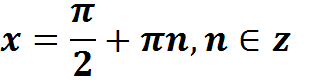 x = π/2 + πn, n ∈ z